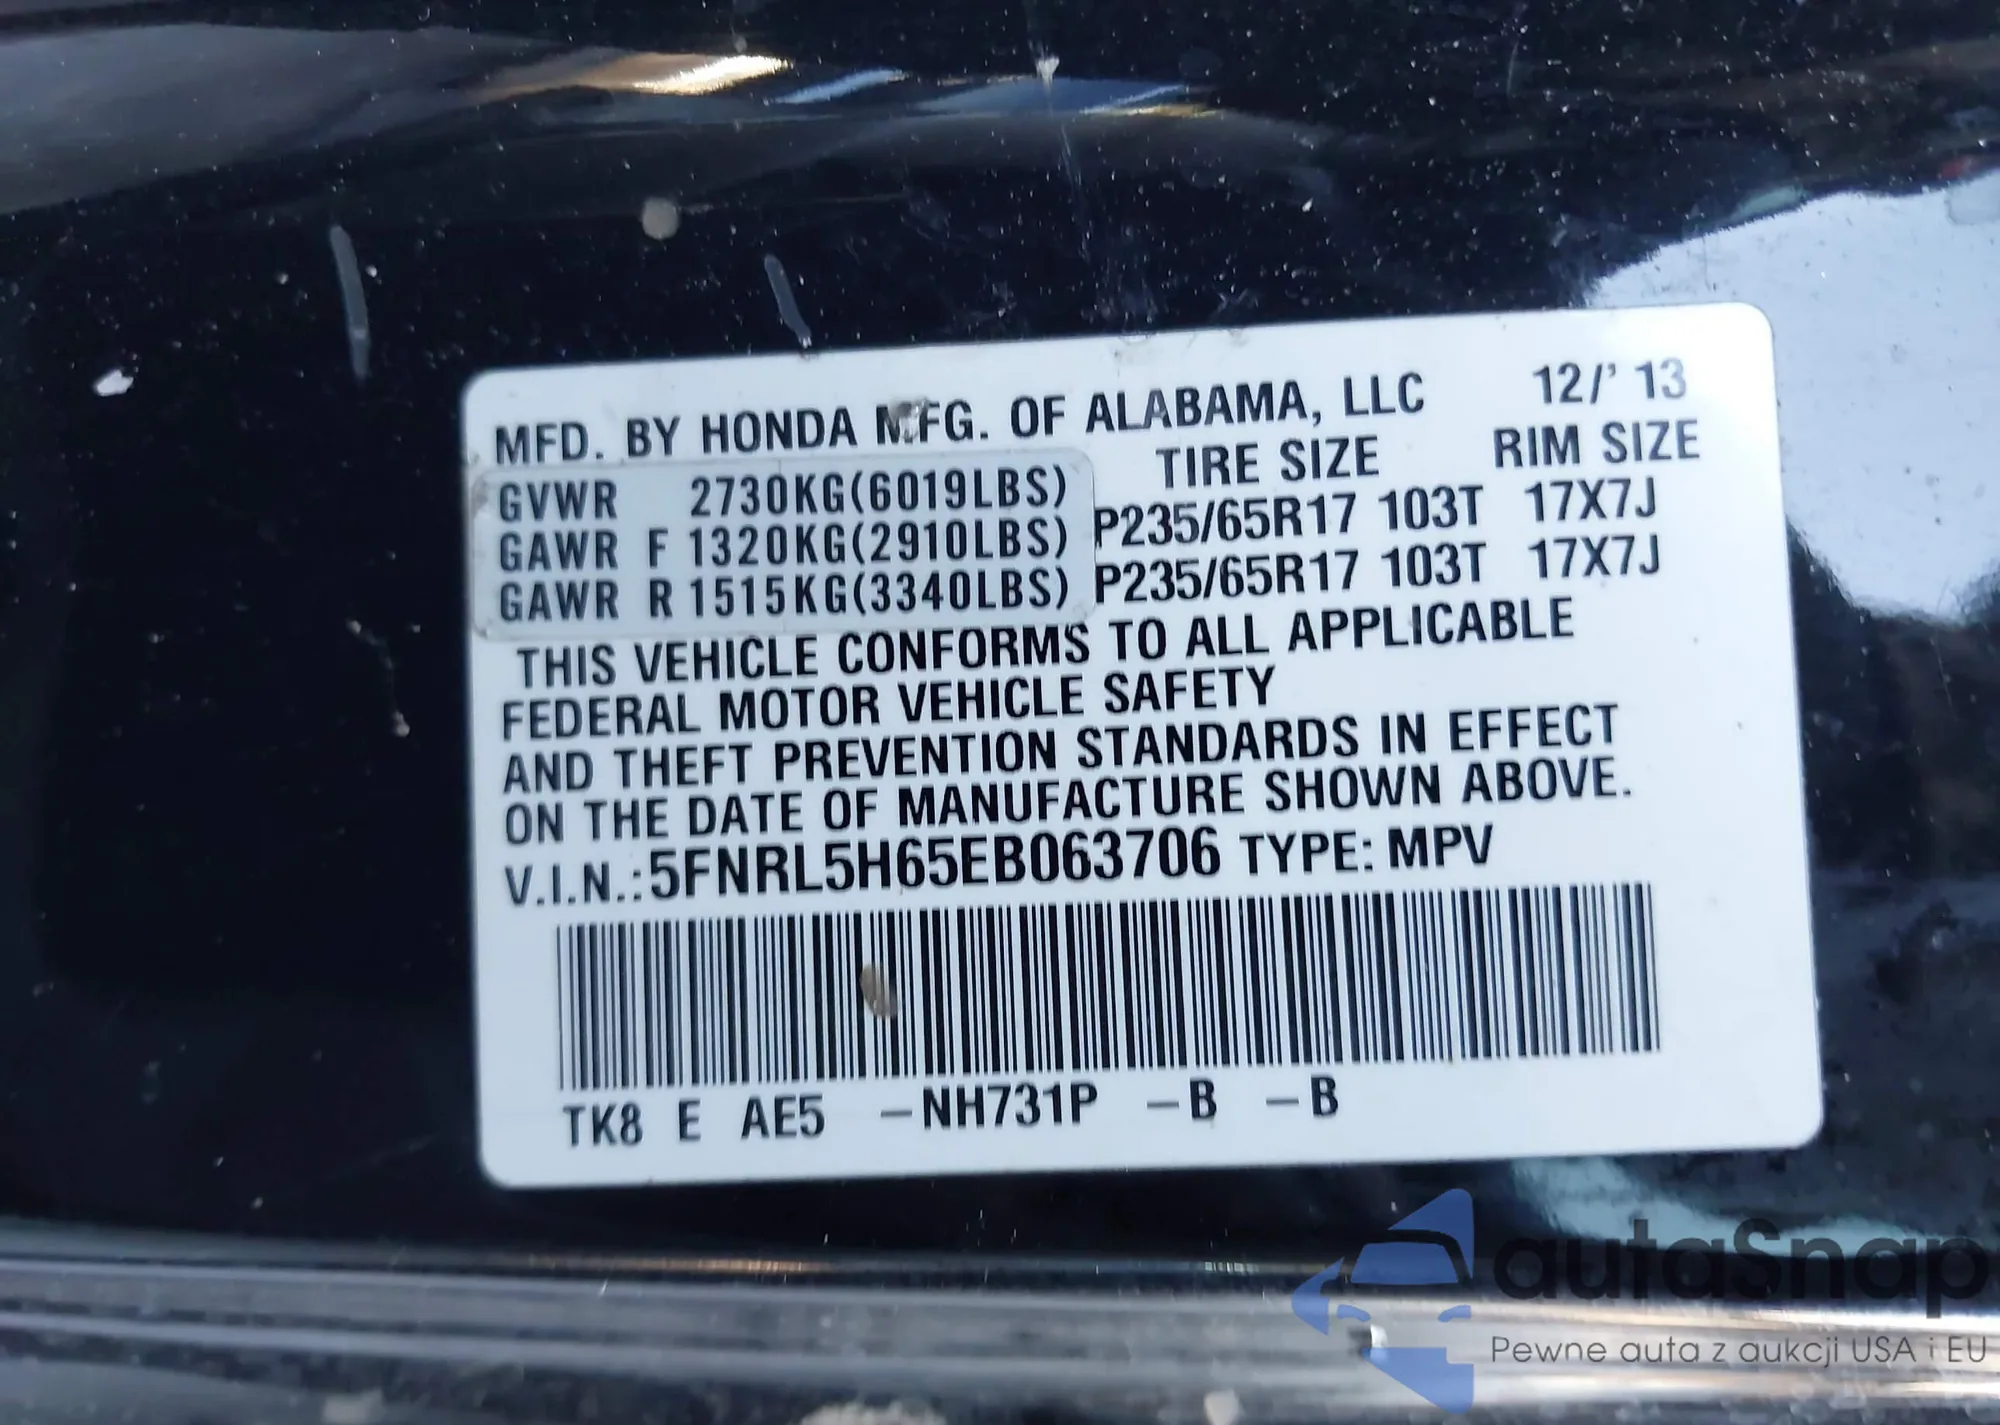 MFD. BY HONDA MFG. OF ALABAMA, LLC 12/' 13
TIRE SIZE RIM SIZE
GVWR 2730KG(6019LBS)
GAWR F 1320KG(2910LBS) P235/65R17 103T 17X7J
GAWR R 1515KG(3340LBS) P235/65R17 103T 17X7J
THIS VEHICLE CONFORMS TO ALL APPLICABLE
FEDERAL MOTOR VEHICLE SAFETY
AND THEFT PREVENTION STANDARDS IN EFFECT
ON THE DATE OF MANUFACTURE SHOWN ABOVE.
V.I.N.:5FNRL5H65EB063706 TYPE: MPV
TK8 E AE5 –NH731P –B –B
autaSnap
Pewne auta z aukcji USA i EU